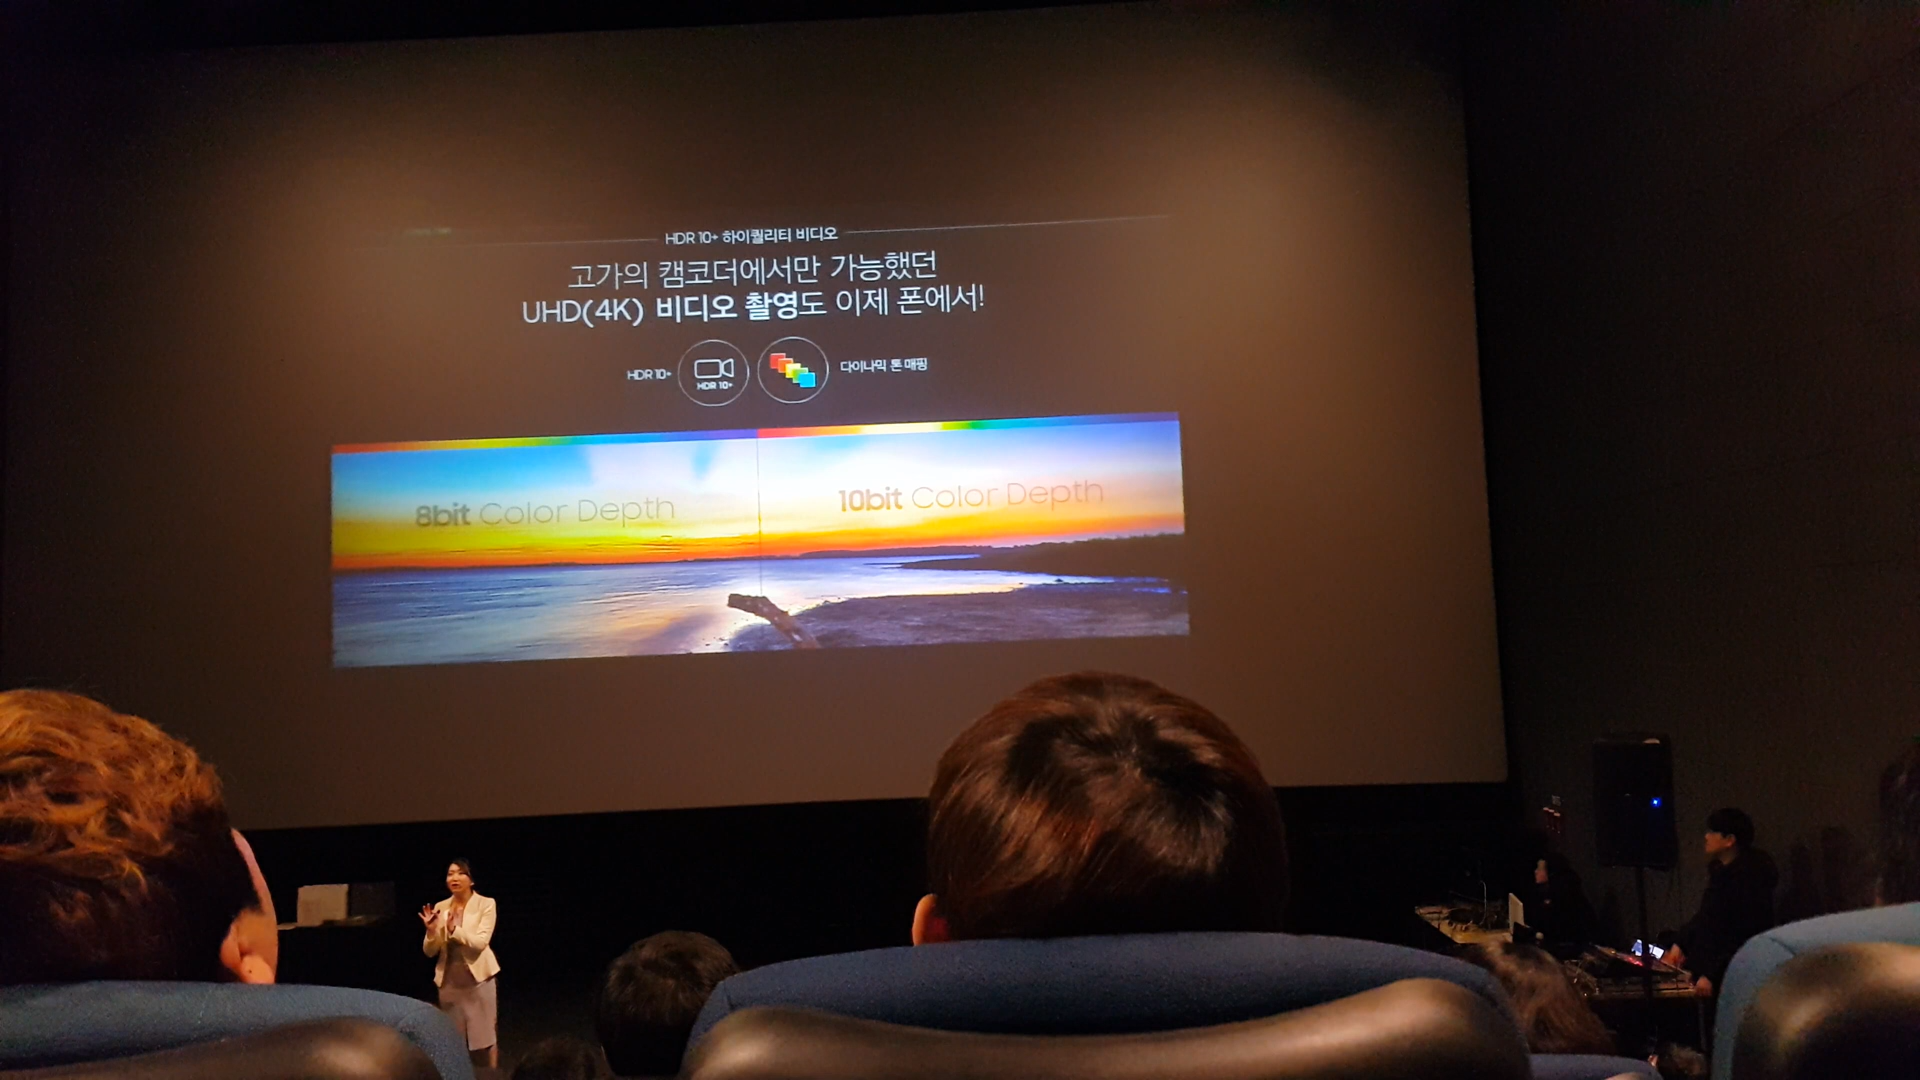 HDR 10+ 하이퀄리티 비디오
고가의 캠코더에서만 가능했던
UHD(4K) 비디오 촬영도 이제 폰에서!
HDR 10+
HDR 10+
다이나믹 톤 매핑
8bit Color Depth
10bit Color Depth